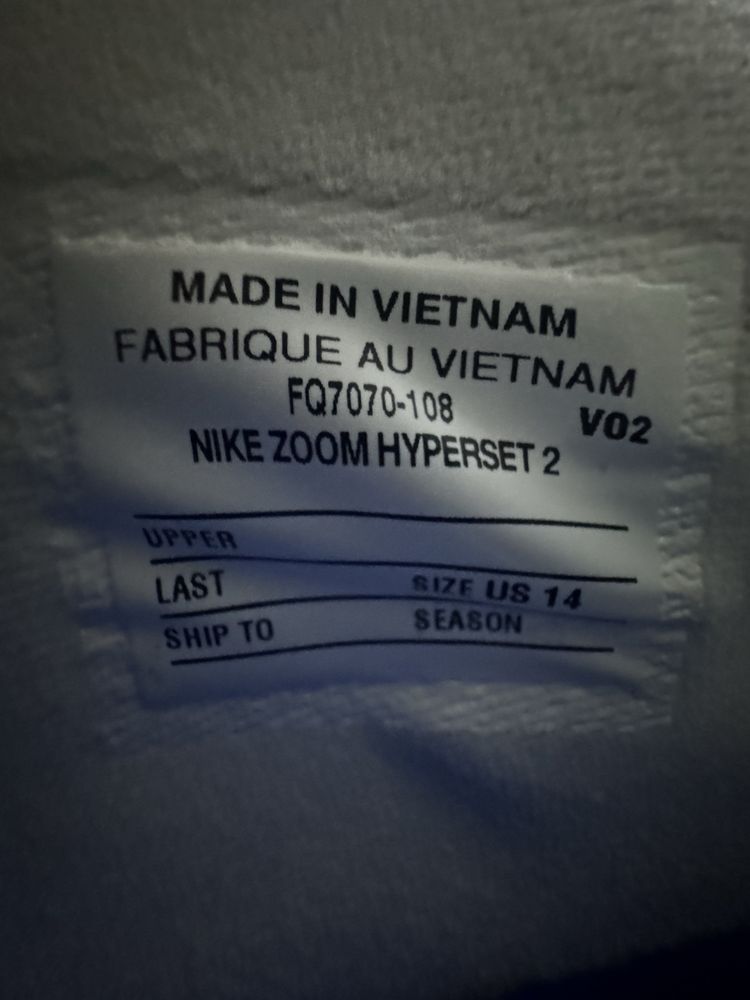 MADE IN VIETNAM
FABRIQUE AU VIETNAM
FQ7070-108
V02
NIKE ZOOM HYPERSET 2
UPPER
LAST SIZE US 14
SHIP TO SEASON